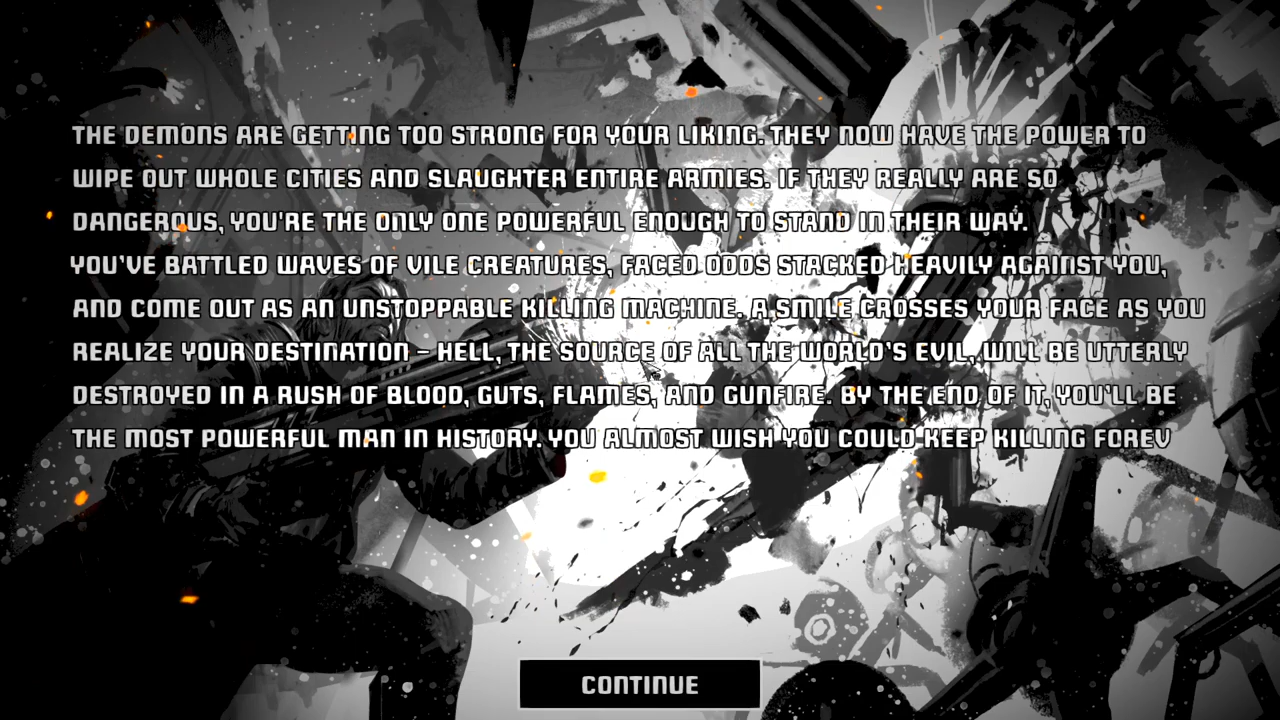 THE DEMONS ARE GETTING TOO STRONG FOR YOUR LIKING. THEY NOW HAVE THE POWER TO
WIPE OUT WHOLE CITIES AND SLAUGHTER ENTIRE ARMIES. IF THEY REALLY ARE SO
DANGEROUS, YOU'RE THE ONLY ONE POWERFUL ENOUGH TO STAND IN THEIR WAY.
YOU'VE BATTLED WAVES OF VILE CREATURES, FACED ODDS STACKED HEAVILY AGAINST YOU,
AND COME OUT AS AN UNSTOPPABLE KILLING MACHINE. A SMILE CROSSES YOUR FACE AS YOU
REALIZE YOUR DESTINATION – HELL, THE SOURCE OF ALL THE WORLD'S EVIL, WILL BE UTTERLY
DESTROYED IN A RUSH OF BLOOD, GUTS, FLAMES, AND GUNFIRE. BY THE END OF IT, YOU'LL BE
THE MOST POWERFUL MAN IN HISTORY. YOU ALMOST WISH YOU COULD KEEP KILLING FOREV
CONTINUE